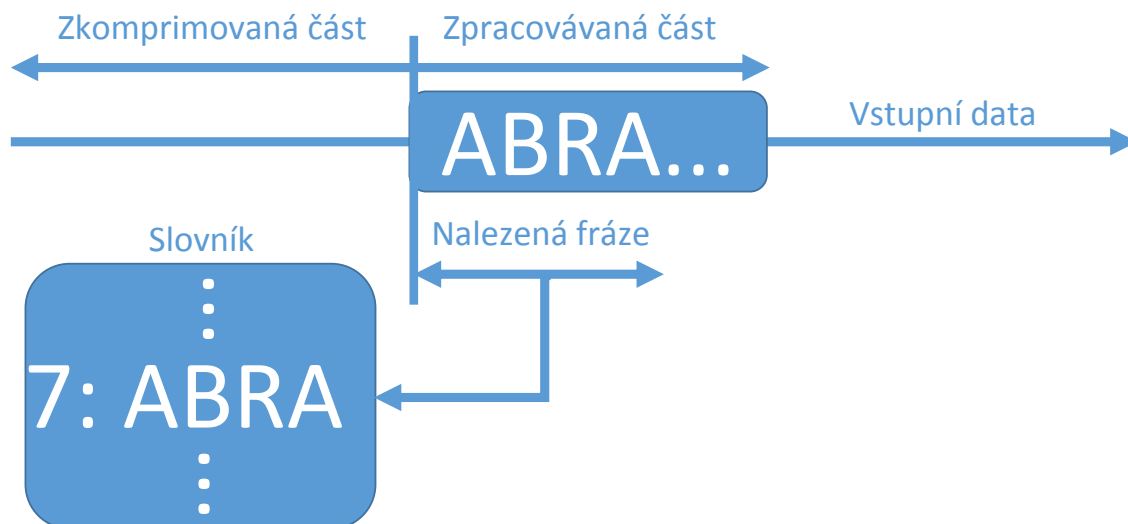 Zkomprimovaná část
Zpracovávaná část
ABRA...
Vstupní data
Nalezená fráze
Slovník
7: ABRA